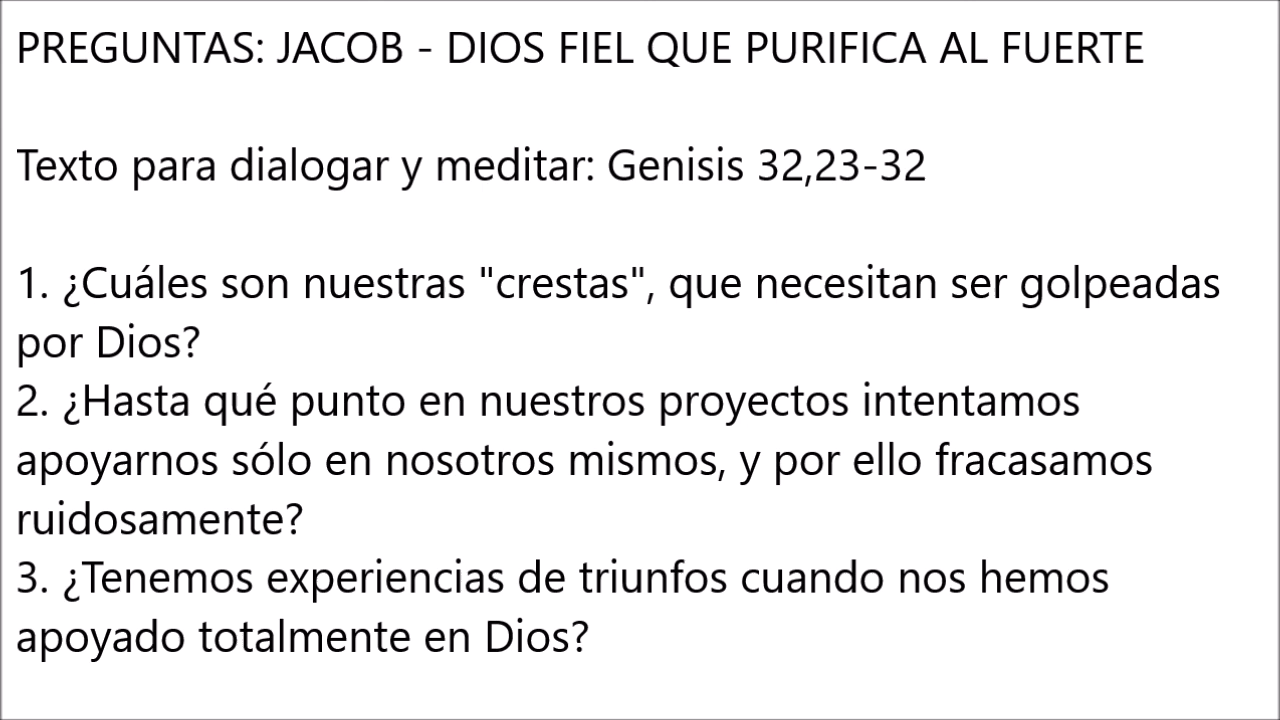 PREGUNTAS: JACOB - DIOS FIEL QUE PURIFICA AL FUERTE
Texto para dialogar y meditar: Genisis 32,23-32
1. ¿Cuáles son nuestras "crestas", que necesitan ser golpeadas
por Dios?
2. ¿Hasta qué punto en nuestros proyectos intentamos
apoyarnos sólo en nosotros mismos, y por ello fracasamos
ruidosamente?
3. ¿Tenemos experiencias de triunfos cuando nos hemos
apoyado totalmente en Dios?